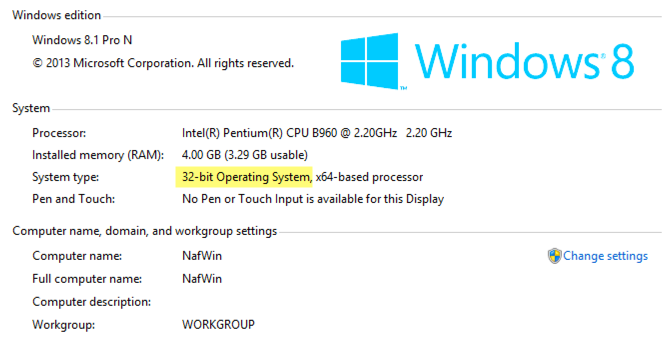 Windows edition
Windows 8.1 Pro N
© 2013 Microsoft Corporation. All rights reserved.
Windows 8
™
System
Processor: Intel(R) Pentium(R) CPU B960 @ 2.20GHz 2.20 GHz
Installed memory (RAM): 4.00 GB (3.29 GB usable)
System type: 32-bit Operating System, x64-based processor
Pen and Touch: No Pen or Touch Input is available for this Display
Computer name, domain, and workgroup settings
Computer name: NafWin Change settings
Full computer name: NafWin
Computer description:
Workgroup: WORKGROUP